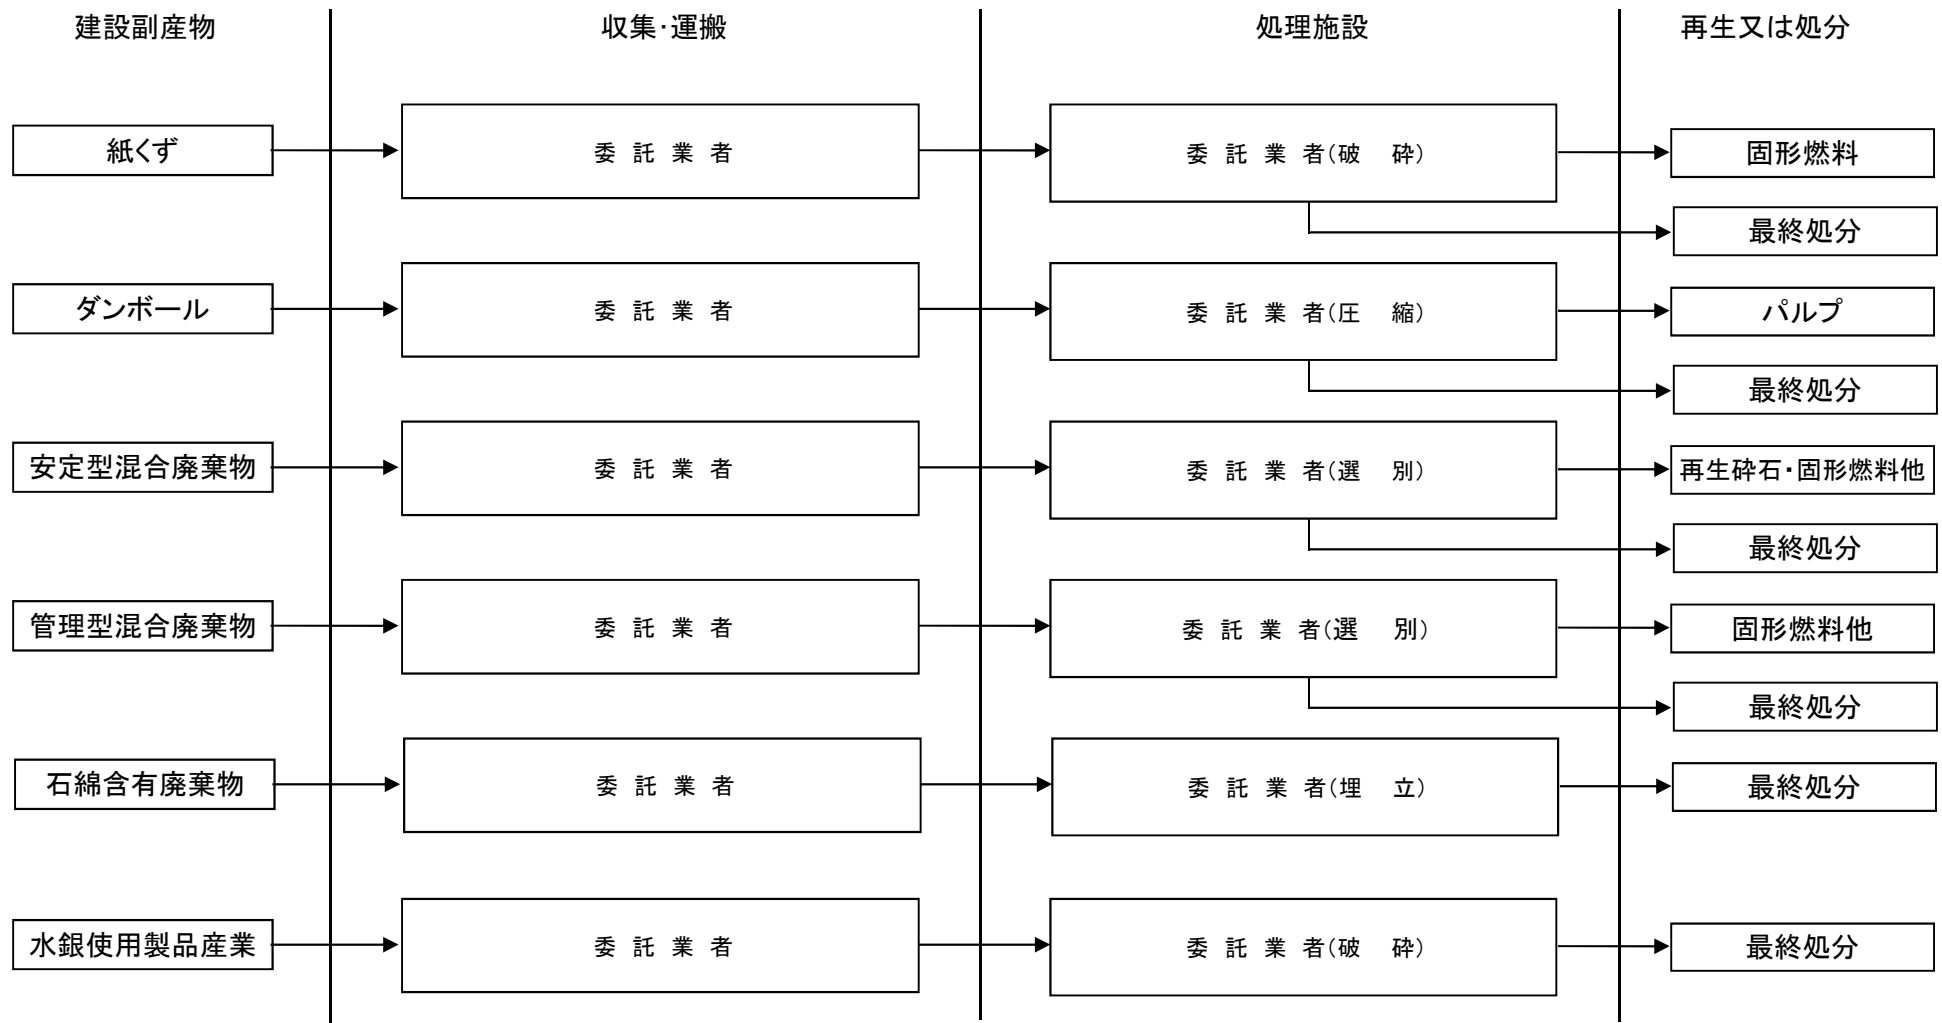 建設副産物 収集・運搬 処理施設 再生又は処分
紙くず 委託業者 委託業者(破 砕) 固形燃料
最終処分
ダンボール 委託業者 委託業者(圧 縮) パルプ
最終処分
安定型混合廃棄物 委託業者 委託業者(選 別) 再生砕石・固形燃料他
最終処分
管理型混合廃棄物 委託業者 委託業者(選 別) 固形燃料他
最終処分
石綿含有廃棄物 委託業者 委託業者(埋 立) 最終処分
水銀使用製品産業 委託業者 委託業者(破 砕) 最終処分